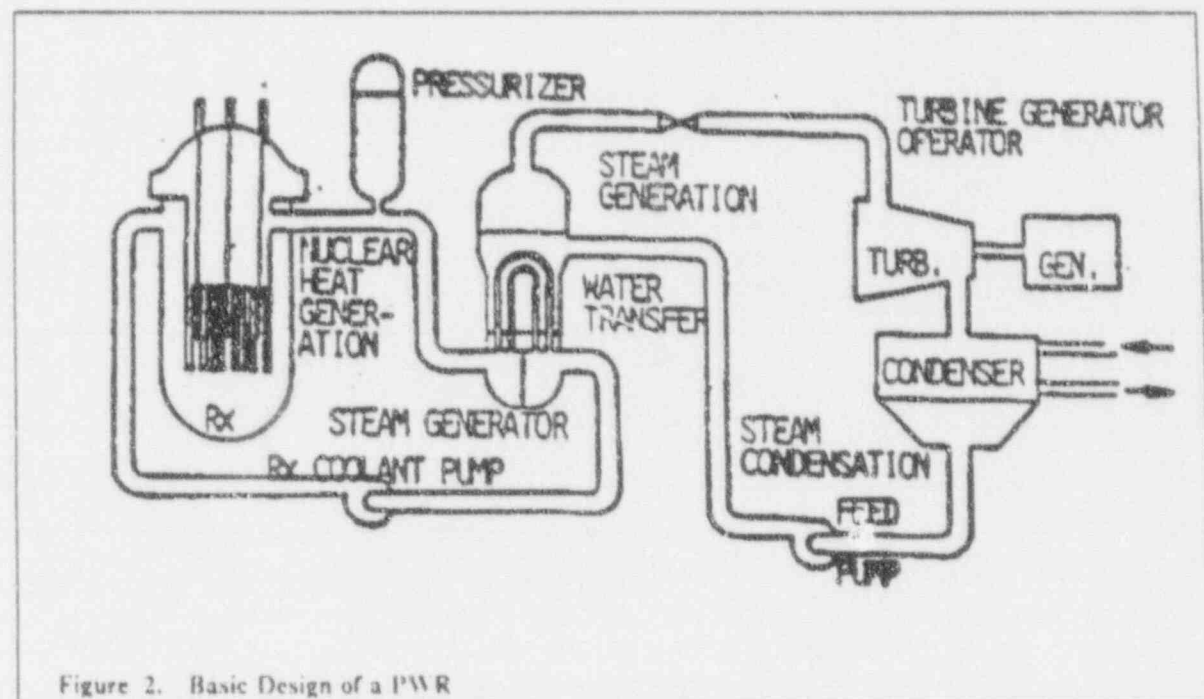 PRESSURIZER
TURBINE GENERATOR
OPERATOR
STEAM
GENERATION
NUCLEAR
HEAT
GENER-
ATION
WATER
TRANSFER
TURB.
GEN.
CONDENSER
RX
STEAM GENERATOR
RX COOLANT PUMP
STEAM
CONDENSATION
FEED
PUMP
Figure 2. Basic Design of a PWR